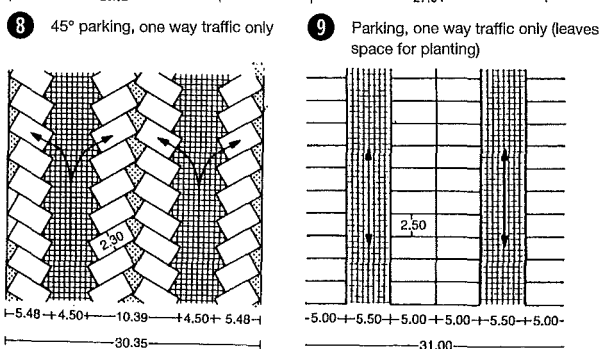 8 45° parking, one way traffic only
9 Parking, one way traffic only (leaves
space for planting)
2,30
2.50
5.48 4.50 10.39 4.50 5.48
30.35
5.00 5.50 5.00 5.00 5.50 5.00
31.00